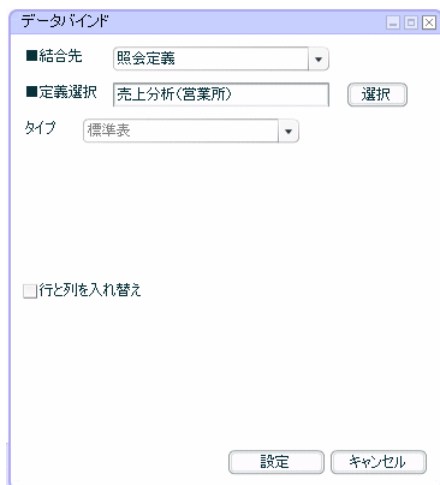 データバインド
■結合先 照会定義
■定義選択 売上分析(営業所) 選択
タイプ 標準表
行と列を入れ替え
設定 キャンセル